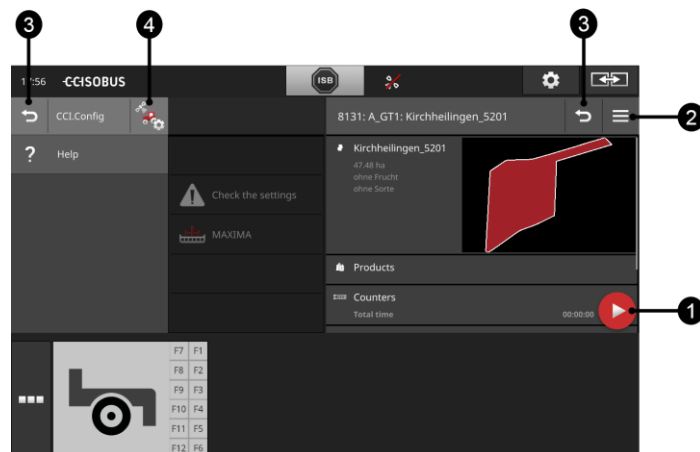 3
4
3
17:56
CCISOBUS
ISB
CCI.Config
8131: A_GT1: Kirchheilingen_5201
2
? Help
Kirchheilingen_5201
47.48 ha
ohne Frucht
ohne Sorte
Check the settings
MAXIMA
Products
Counters
Total time 00:00:00
1
F7 F1
F8 F2
F9 F3
F10 F4
F11 F5
F12 F6